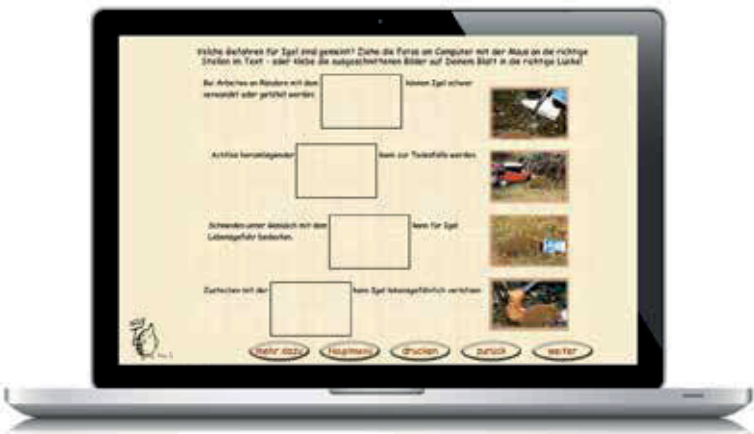 Welche Gefahren für Igel sind gemeint? Ziehe die Fotos am Computer mit der Maus an die richtige
Stellen im Text - oder klebe die ausgeschnittenen Bilder auf Deinem Blatt in die richtige Lücke!
Bei Arbeiten an Rändern mit dem können Igel schwer
verwundet oder getötet werden.
Achtlos herumliegender kann zur Todesfalle werden.
Schneiden unter mit dem kann für Igel
Lebensgefahr bedeuten.
Zustechen mit der kann Igel lebensgefährlich verletzen
mehr dazu Hauptmenü drucken zurück weiter